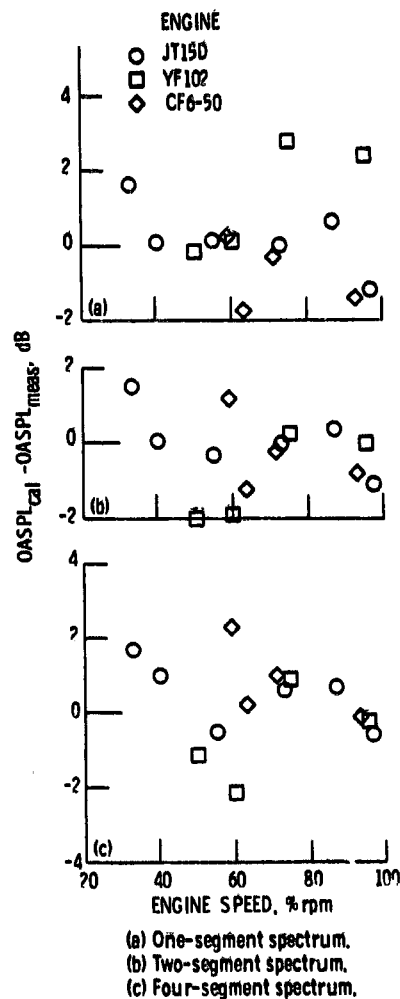 ENGINE
JT15D
YF102
CF6-50
4
2
0
-2
(a)
OASPLcal -OASPLmeas, dB
2
0
-2
(b)
4
2
0
-2
-4
(c)
20 40 60 80 100
ENGINE SPEED, % rpm
(a) One-segment spectrum.
(b) Two-segment spectrum.
(c) Four-segment spectrum.